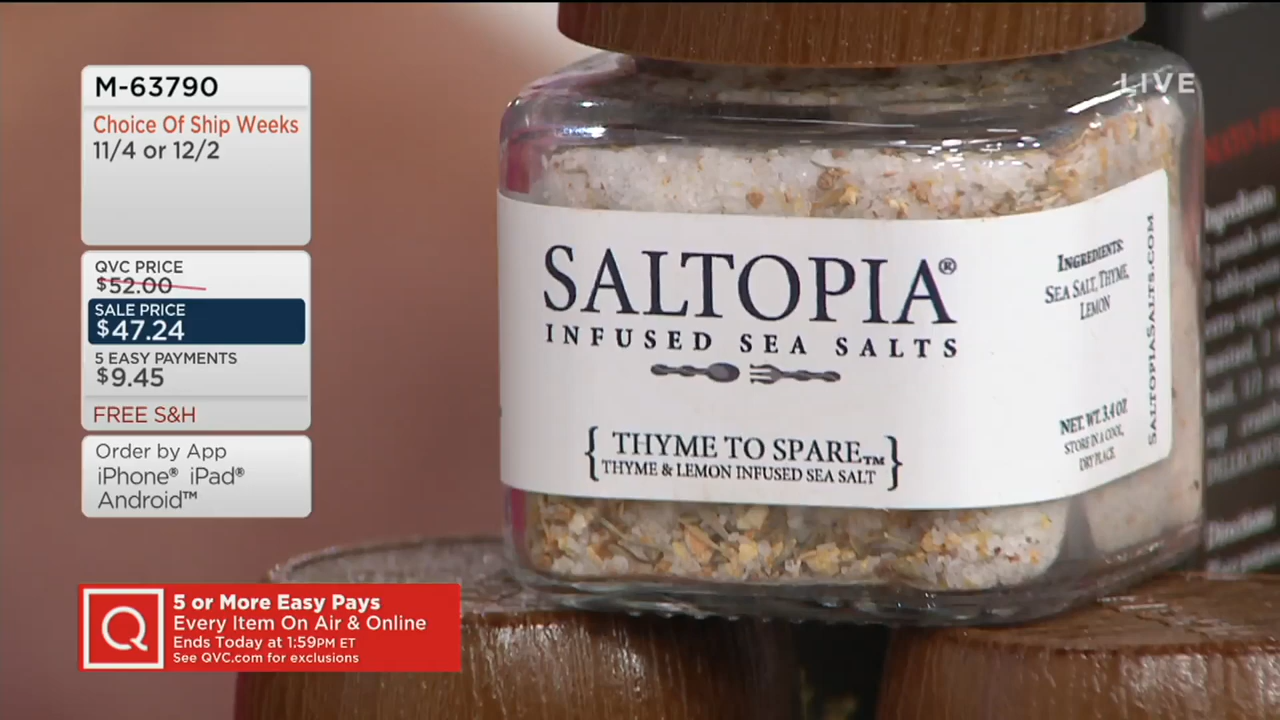 M-63790
Choice Of Ship Weeks
11/4 or 12/2
QVC PRICE
$52.00
SALE PRICE
$47.24
5 EASY PAYMENTS
$9.45
FREE S&H
Order by App
iPhone® iPad®
Android™
Q
5 or More Easy Pays
Every Item On Air & Online
Ends Today at 1:59PM ET
See QVC.com for exclusions
LIVE
SALTOPIA®
INFUSED SEA SALTS
{ THYME TO SPARE™ }
THYME & LEMON INFUSED SEA SALT
INGREDIENTS:
SEA SALT, THYME,
LEMON
NET. WT. 3.4 OZ
STORE IN A COOL,
DRY PLACE.
SALTOPIASALTS.COM
Ingredients
Directions